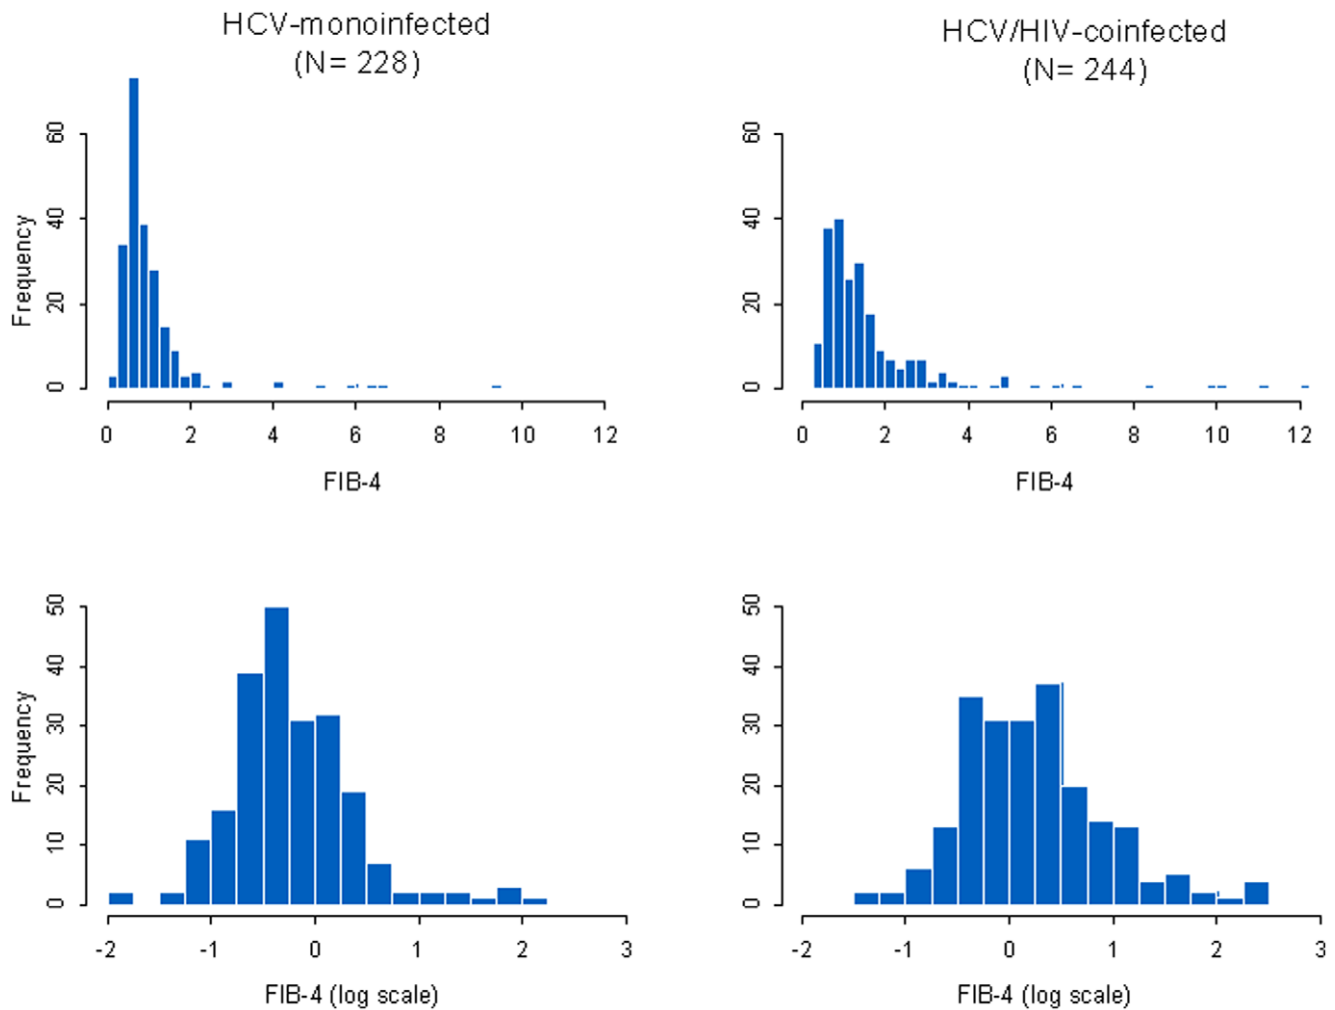 HCV-monoinfected
(N= 228)
HCV/HIV-coinfected
(N= 244)
Frequency
0 20 40 60
0 2 4 6 8 10 12
FIB-4
0 20 40 60
0 2 4 6 8 10 12
FIB-4
Frequency
0 10 20 30 40 50
-2 -1 0 1 2 3
FIB-4 (log scale)
0 10 20 30 40 50
-2 -1 0 1 2 3
FIB-4 (log scale)